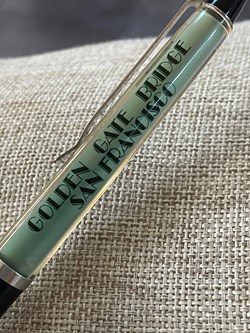 GOLDEN GATE BRIDGE
SAN FRANCISCO